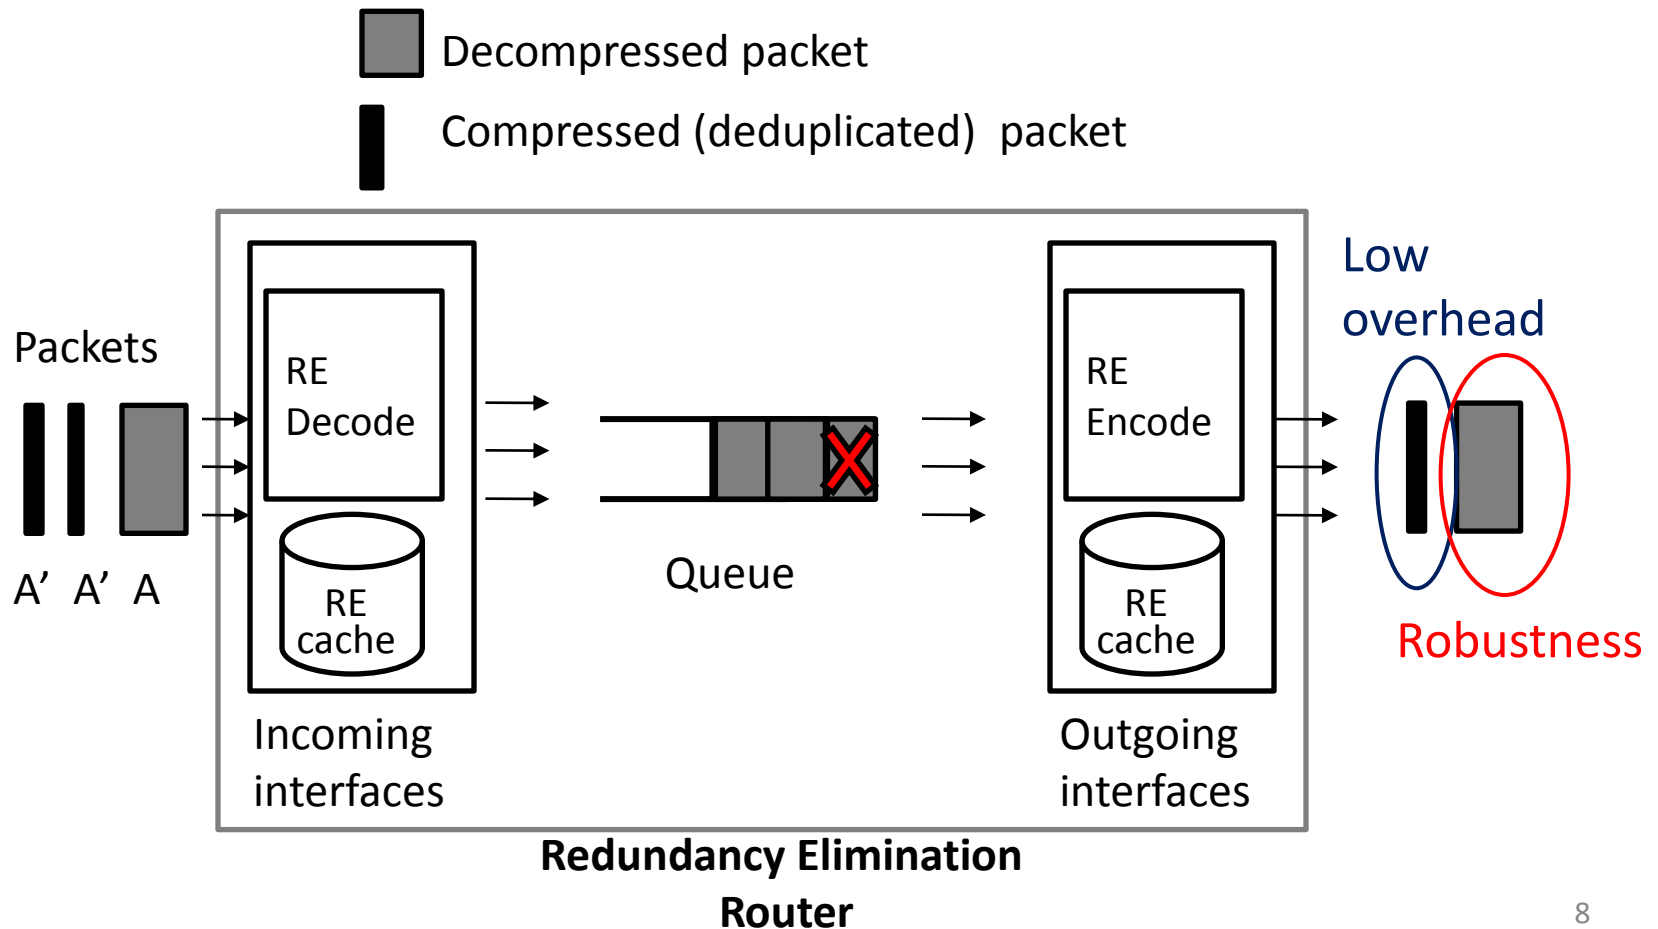 Decompressed packet
Compressed (deduplicated) packet
Low
overhead
Packets
RE
Decode
RE
Encode
A’ A’ A
Queue
RE
cache
RE
cache
Robustness
Incoming
interfaces
Outgoing
interfaces
Redundancy Elimination
Router
8